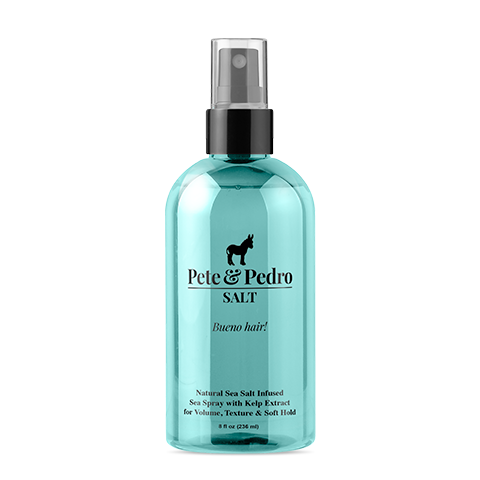 Pete & Pedro
SALT
Bueno hair!
Natural Sea Salt Infused
Sea Spray with Kelp Extract
for Volume, Texture & Soft Hold
8 fl oz (236 ml)